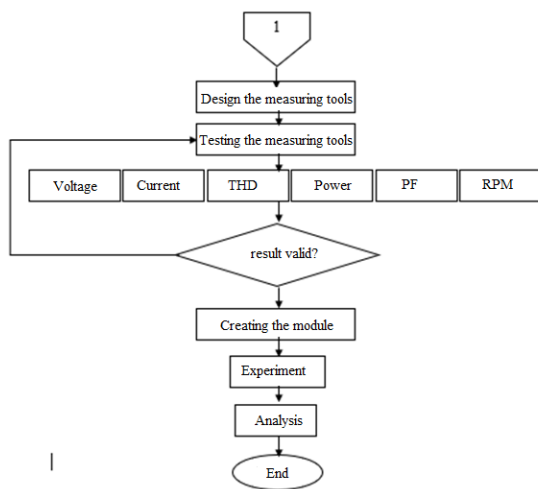 1
Design the measuring tools
Testing the measuring tools
Voltage Current THD Power PF RPM
result valid?
Creating the module
Experiment
Analysis
End